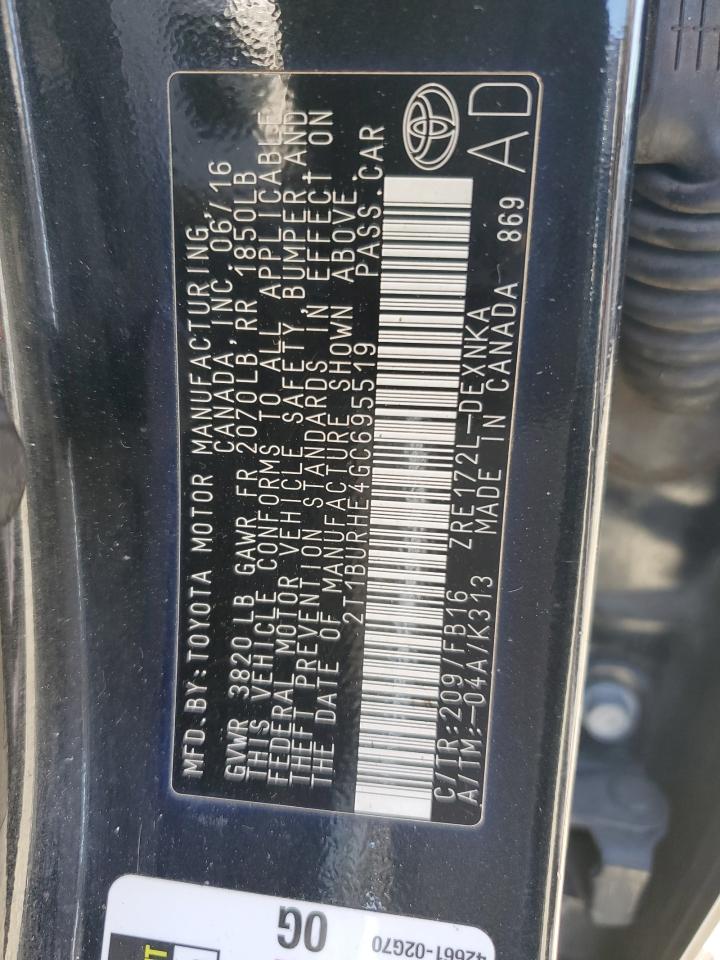 MFD.BY:TOYOTA MOTOR MANUFACTURING,
CANADA,INC. 06/16
GVWR 3820 LB GAWR FR 2070LB,RR 1850LB
THIS VEHICLE CONFORMS TO ALL APPLICABLE
FEDERAL MOTOR VEHICLE SAFETY, BUMPER,AND
THEFT PREVENTION STANDARDS IN EFFECT ON
THE DATE OF MANUFACTURE SHOWN ABOVE.
2T1BURHE4GC695519 PASS.CAR
C/TR:209/FB16 ZRE172L-DEXNKA
A/TM:-04A/K313 MADE IN CANADA 869
AD
0G
42661-02G70